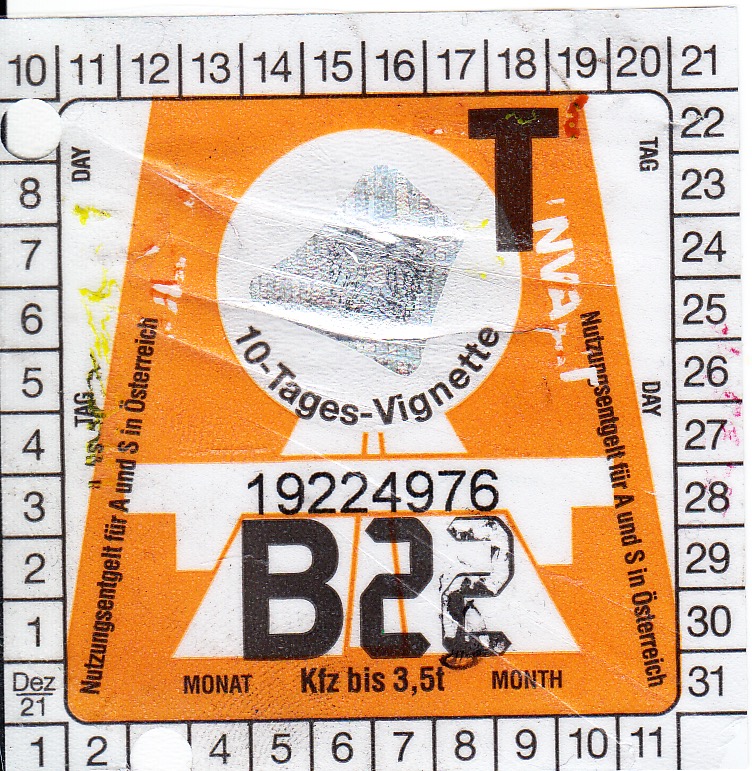 10 11 12 13 14 15 16 17 18 19 20 21
22
23
24
25
26
27
28
29
30
31
8
7
6
5
4
3
2
1
Dez
21
1 2 4 5 6 7 8 9 10 11
DAY
TAG
T
10-Tages-Vignette
TAG
DAY
Nutzungsentgelt für A und S in Österreich
Nutzungsentgelt für A und S in Österreich
19224976
B22
MONAT Kfz bis 3,5t MONTH